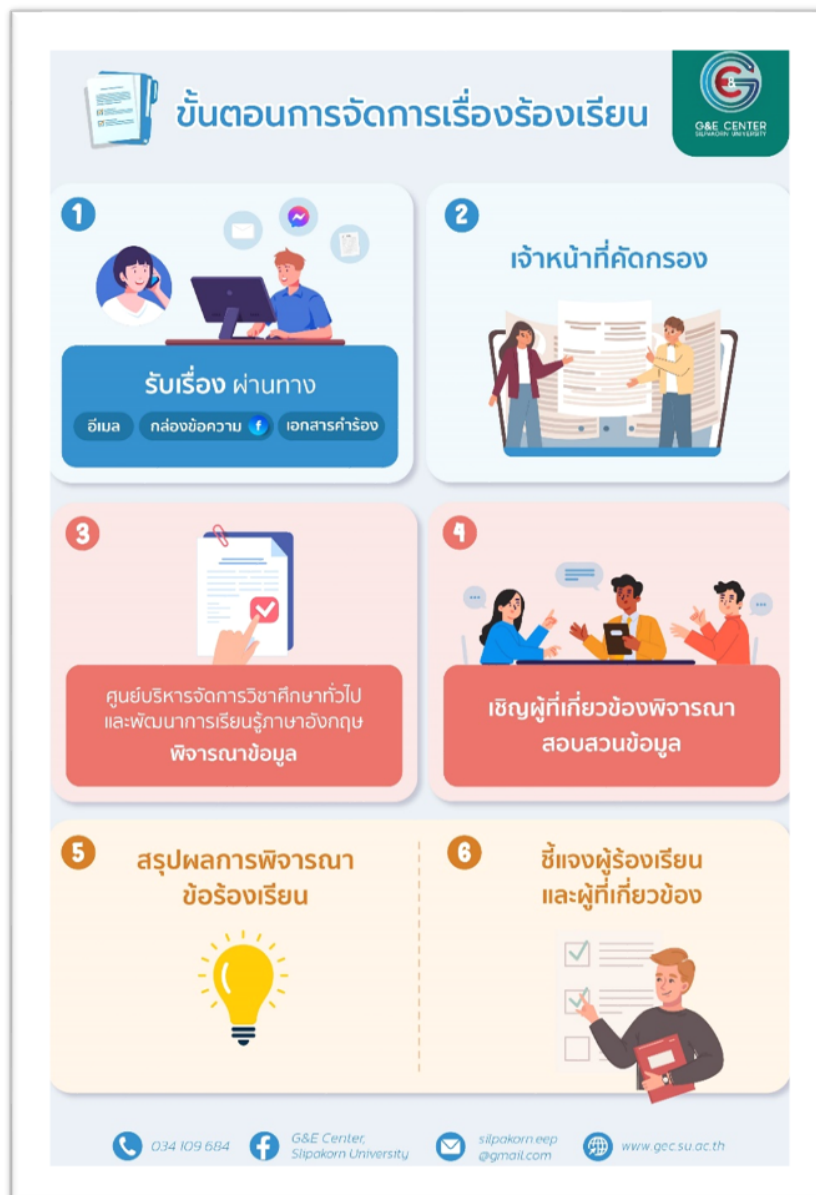 ขั้นตอนการจัดการเรื่องร้องเรียน
G&E CENTER
SILPAKORN UNIVERSITY
1
รับเรื่อง ผ่านทาง
อีเมล กล่องข้อความ เอกสารคำร้อง
2
เจ้าหน้าที่คัดกรอง
3
ศูนย์บริหารจัดการวิชาศึกษาทั่วไป
และพัฒนาการเรียนรู้ภาษาอังกฤษ
พิจารณาข้อมูล
4
เชิญผู้ที่เกี่ยวข้องพิจารณา
สอบสวนข้อมูล
5
สรุปผลการพิจารณา
ข้อร้องเรียน
6
ชี้แจงผู้ร้องเรียน
และผู้ที่เกี่ยวข้อง
034 109 684
G&E Center,
Slipakorn University
silpakorn.eep
@gmail.com
www.gec.su.ac.th